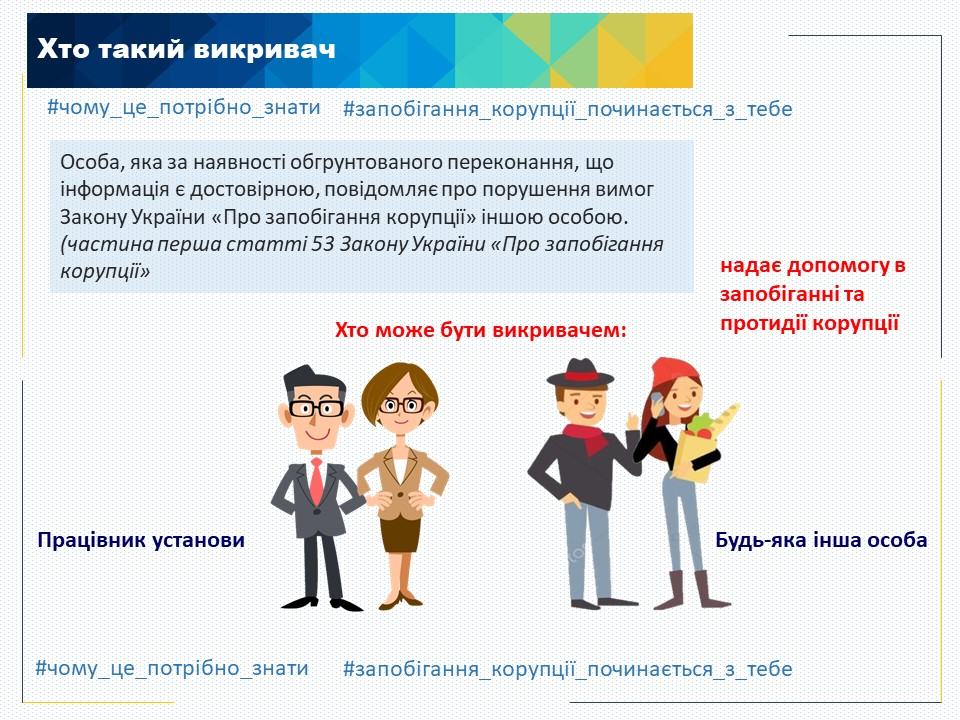 Хто такий викривач
#чому_це_потрібно_знати #запобігання_корупції_починається_з_тебе
Особа, яка за наявності обгрунтованого переконання, що
інформація є достовірною, повідомляє про порушення вимог
Закону України «Про запобігання корупції» іншою особою.
(частина перша статті 53 Закону України «Про запобігання
корупції»
надає допомогу в
запобіганні та
протидії корупції
Хто може бути викривачем:
Працівник установи
Будь-яка інша особа
#чому_це_потрібно_знати #запобігання_корупції_починається_з_тебе